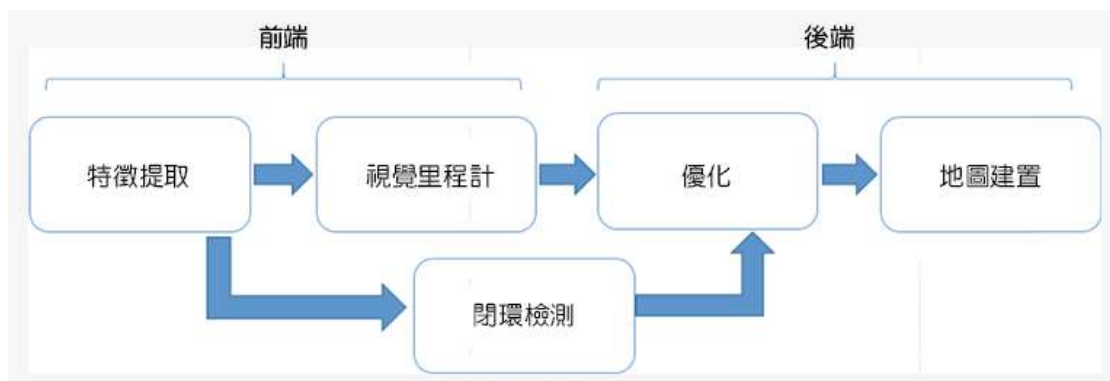 前端
後端
特徵提取
視覺里程計
優化
地圖建置
閉環檢測